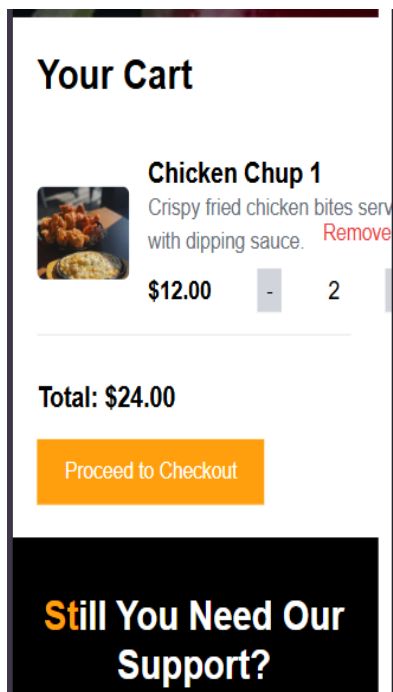 Your Cart
Chicken Chup 1
Crispy fried chicken bites serv
with dipping sauce.
Remove
$12.00 - 2
Total: $24.00
Proceed to Checkout
Still You Need Our
Support?